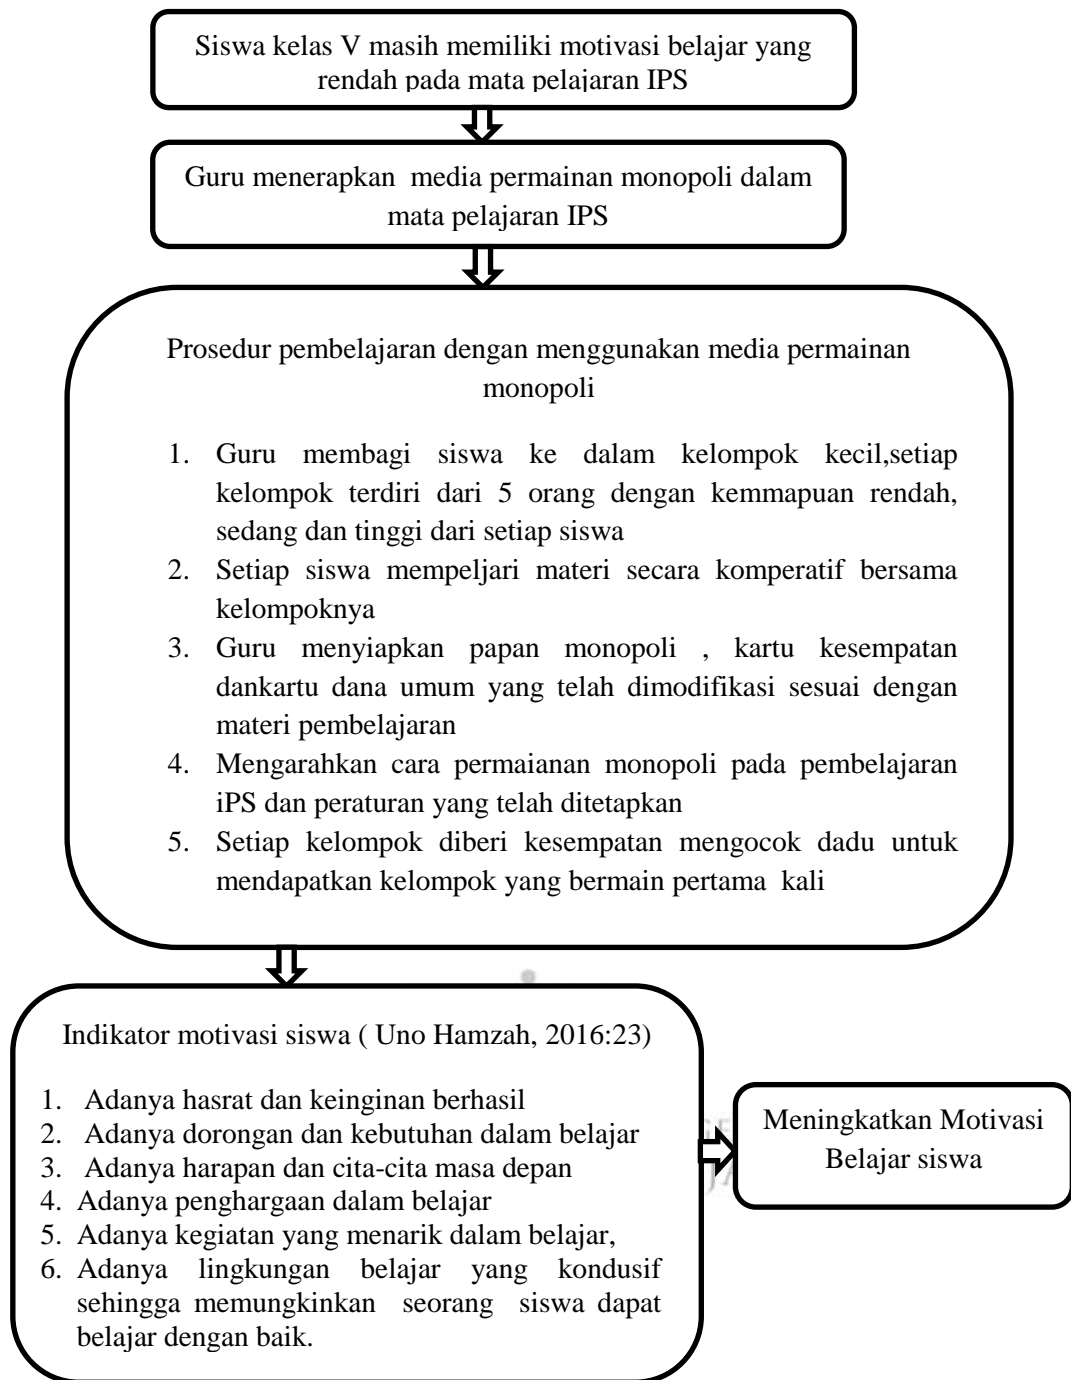 Siswa kelas V masih memiliki motivasi belajar yang
rendah pada mata pelajaran IPS
Guru menerapkan media permainan monopoli dalam
mata pelajaran IPS
Prosedur pembelajaran dengan menggunakan media permainan
monopoli
1. Guru membagi siswa ke dalam kelompok kecil,setiap
kelompok terdiri dari 5 orang dengan kemmapuan rendah,
sedang dan tinggi dari setiap siswa
2. Setiap siswa mempeljari materi secara komperatif bersama
kelompoknya
3. Guru menyiapkan papan monopoli , kartu kesempatan
dankartu dana umum yang telah dimodifikasi sesuai dengan
materi pembelajaran
4. Mengarahkan cara permaianan monopoli pada pembelajaran
iPS dan peraturan yang telah ditetapkan
5. Setiap kelompok diberi kesempatan mengocok dadu untuk
mendapatkan kelompok yang bermain pertama kali
Indikator motivasi siswa ( Uno Hamzah, 2016:23)
1. Adanya hasrat dan keinginan berhasil
2. Adanya dorongan dan kebutuhan dalam belajar
3. Adanya harapan dan cita-cita masa depan
4. Adanya penghargaan dalam belajar
5. Adanya kegiatan yang menarik dalam belajar,
6. Adanya lingkungan belajar yang kondusif
sehingga memungkinkan seorang siswa dapat
belajar dengan baik.
Meningkatkan Motivasi
Belajar siswa